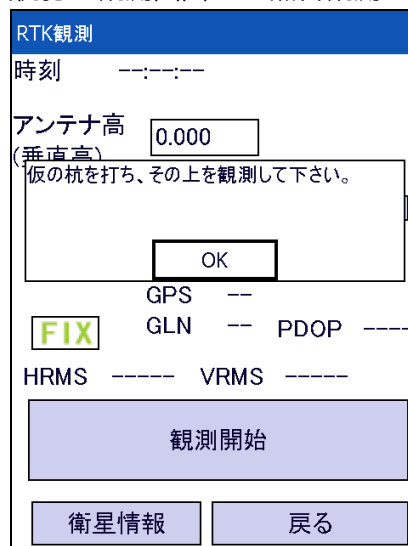 RTK観測
時刻 --:--:--
アンテナ高 0.000
(垂直高)
仮の杭を打ち、その上を観測して下さい。
OK
GPS --
FIX GLN -- PDOP ----
HRMS ----- VRMS -----
観測開始
衛星情報 戻る